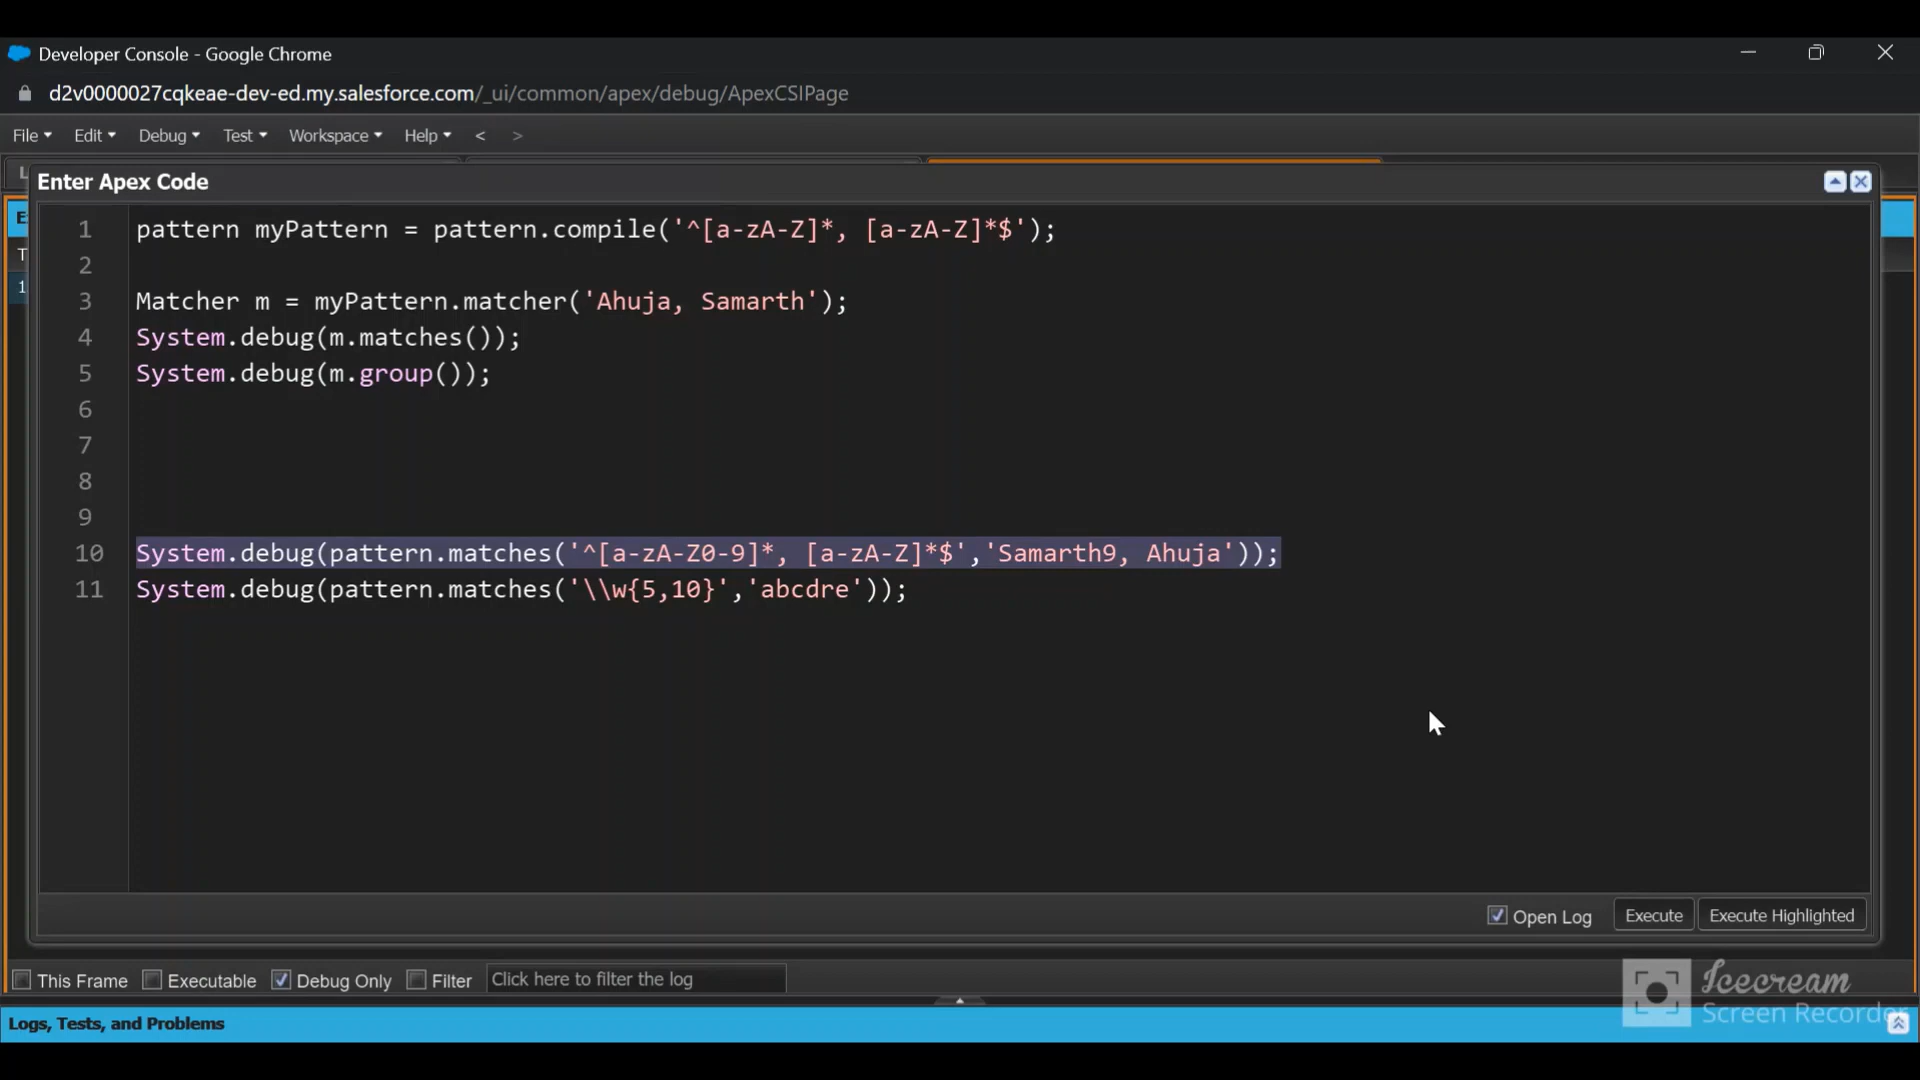 Developer Console - Google Chrome
d2v0000027cqkeae-dev-ed.my.salesforce.com/_ui/common/apex/debug/ApexCSIPage
File Edit Debug Test Workspace Help < >
Enter Apex Code
1 pattern myPattern = pattern.compile('^[a-zA-Z]*, [a-zA-Z]*$');
2
3 Matcher m = myPattern.matcher('Ahuja, Samarth');
4 System.debug(m.matches());
5 System.debug(m.group());
6
7
8
9
10 System.debug(pattern.matches('^[a-zA-Z0-9]*, [a-zA-Z]*$','Samarth9, Ahuja'));
11 System.debug(pattern.matches('\\w{5,10}','abcdre'));
Open Log Execute Execute Highlighted
This Frame Executable Debug Only Filter Click here to filter the log
Icecream
Screen Recorder
Logs, Tests, and Problems